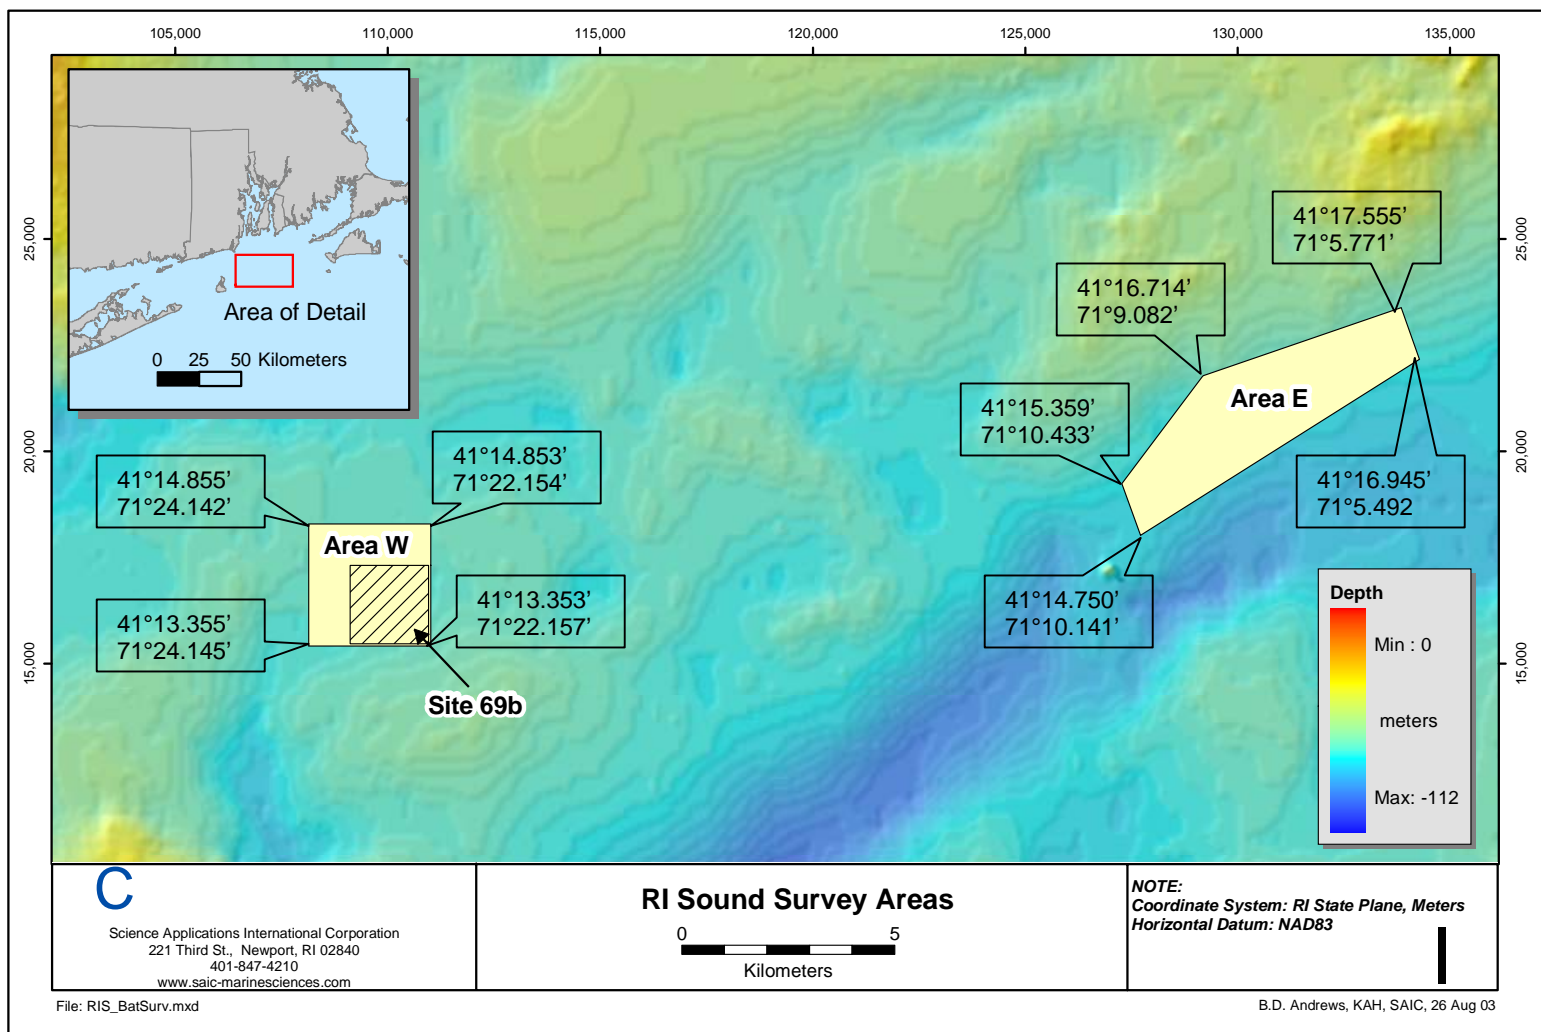 105,000 110,000 115,000 120,000 125,000 130,000 135,000
25,000
20,000
15,000
25,000
20,000
15,000
Area of Detail
0 25 50 Kilometers
41°17.555’
71°5.771’
41°16.714’
71°9.082’
Area E
41°15.359’
71°10.433’
41°16.945’
71°5.492
41°14.750’
71°10.141’
41°14.855’
71°24.142’
41°14.853’
71°22.154’
Area W
41°13.355’
71°24.145’
41°13.353’
71°22.157’
Site 69b
Depth
Min : 0
meters
Max: -112
C
Science Applications International Corporation
221 Third St., Newport, RI 02840
401-847-4210
www.saic-marinesciences.com
RI Sound Survey Areas
0 5
Kilometers
NOTE:
Coordinate System: RI State Plane, Meters
Horizontal Datum: NAD83
File: RIS_BatSurv.mxd
B.D. Andrews, KAH, SAIC, 26 Aug 03